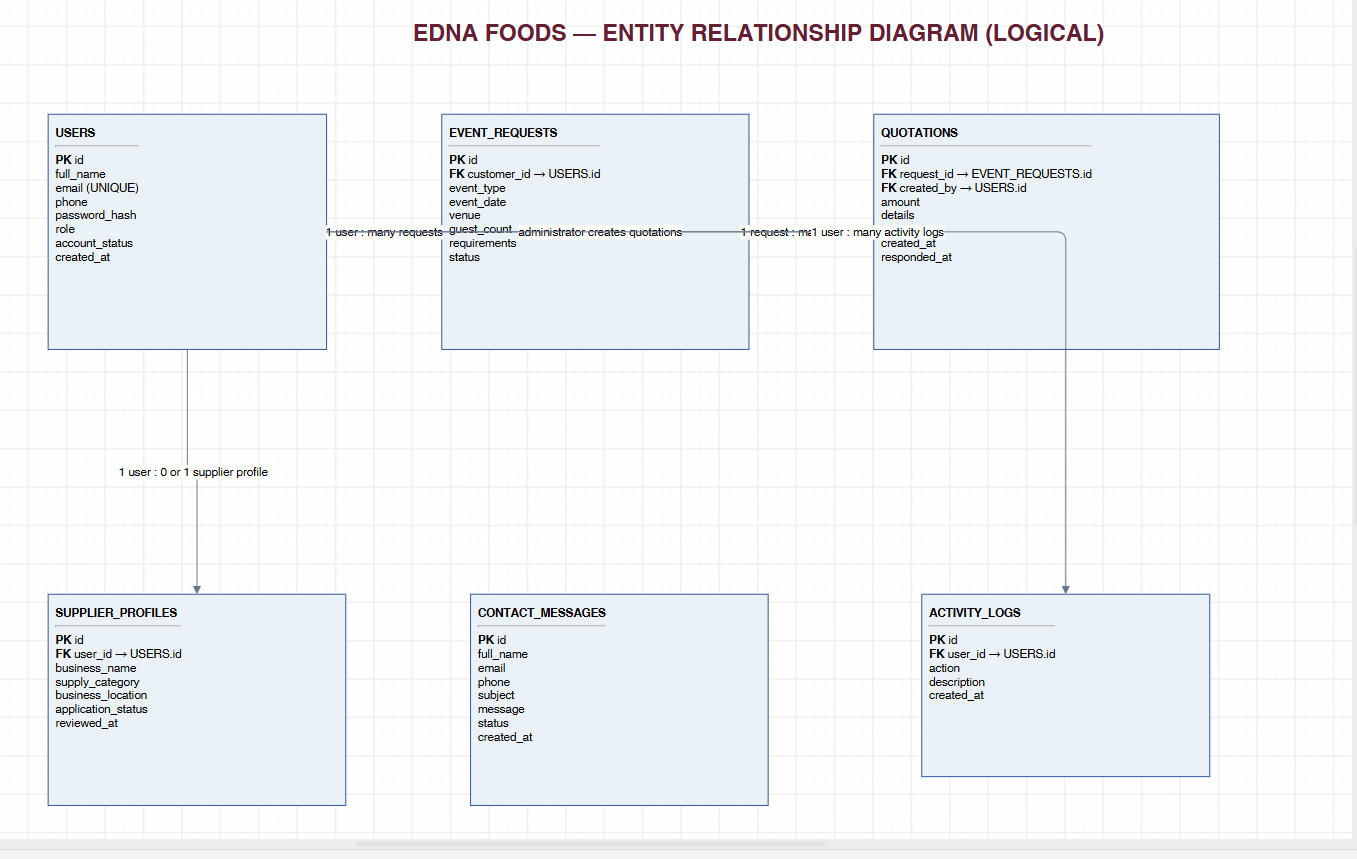 EDNA FOODS — ENTITY RELATIONSHIP DIAGRAM (LOGICAL)
USERS
PK id
full_name
email (UNIQUE)
phone
password_hash
role
account_status
created_at
EVENT_REQUESTS
PK id
FK customer_id → USERS.id
event_type
event_date
venue
guest_count
requirements
status
QUOTATIONS
PK id
FK request_id → EVENT_REQUESTS.id
FK created_by → USERS.id
amount
details
created_at
responded_at
1 user : many requests
administrator creates quotations
1 request :
1 user : many activity logs
1 user : 0 or 1 supplier profile
SUPPLIER_PROFILES
PK id
FK user_id → USERS.id
business_name
supply_category
business_location
application_status
reviewed_at
CONTACT_MESSAGES
PK id
full_name
email
phone
subject
message
status
created_at
ACTIVITY_LOGS
PK id
FK user_id → USERS.id
action
description
created_at